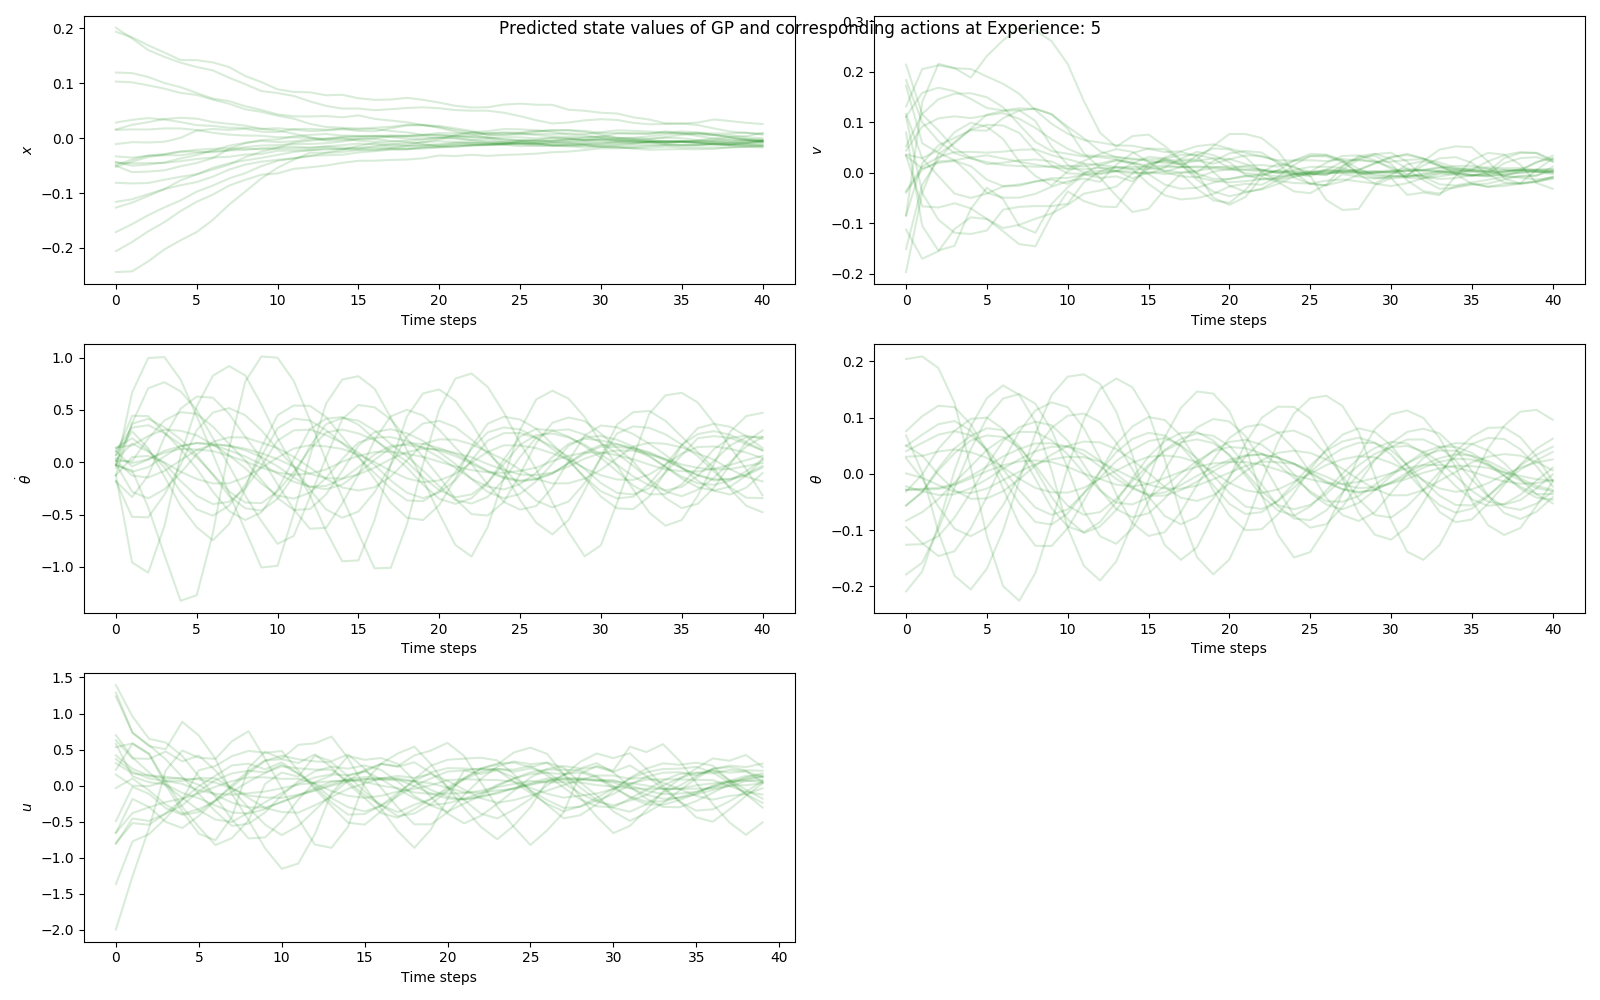 Predicted state values of GP and corresponding actions at Experience: 5
0.2
0.1
0.0
−0.1
−0.2
x
0 5 10 15 20 25 30 35 40
Time steps
0.3
0.2
0.1
0.0
−0.1
−0.2
v
0 5 10 15 20 25 30 35 40
Time steps
1.0
0.5
0.0
−0.5
−1.0
θ̇
0 5 10 15 20 25 30 35 40
Time steps
0.2
0.1
0.0
−0.1
−0.2
θ
0 5 10 15 20 25 30 35 40
Time steps
1.5
1.0
0.5
0.0
−0.5
−1.0
−1.5
−2.0
u
0 5 10 15 20 25 30 35 40
Time steps